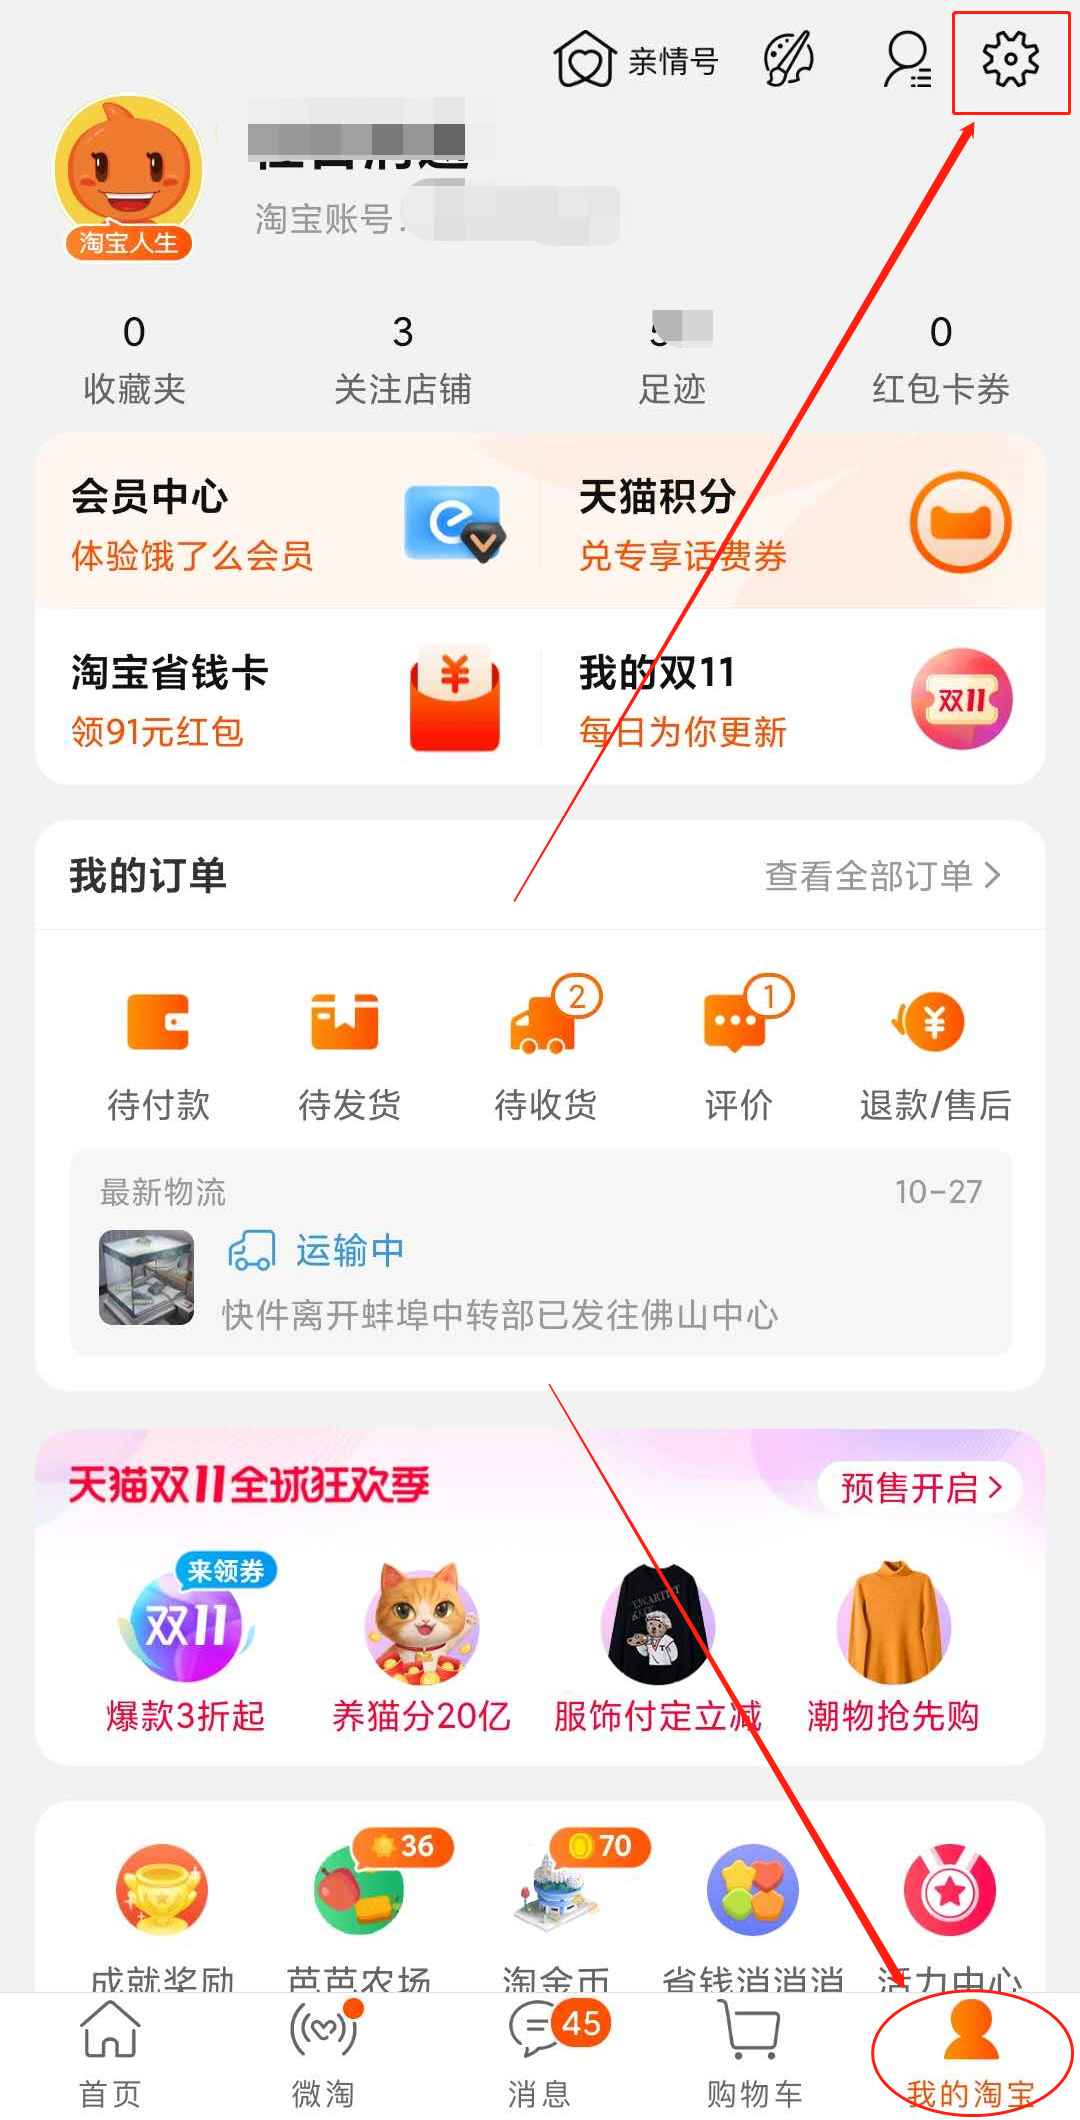 亲情号
淘宝人生
淘宝账号
0
3
0
收藏夹
关注店铺
足迹
红包卡券
会员中心
体验饿了么会员
天猫积分
兑专享话费券
淘宝省钱卡
领91元红包
我的双11
每日为你更新
双11
我的订单
查看全部订单
2
1
待付款
待发货
待收货
评价
退款/售后
最新物流
10-27
运输中
快件离开蚌埠中转部已发往佛山中心
天猫双11全球狂欢季
预售开启
来领券
双11
爆款3折起
养猫分20亿
服饰付定立减
潮物抢先购
36
70
成就奖励
芭芭农场
淘金币
省钱消消消
活力中心
45
首页
微淘
消息
购物车
我的淘宝